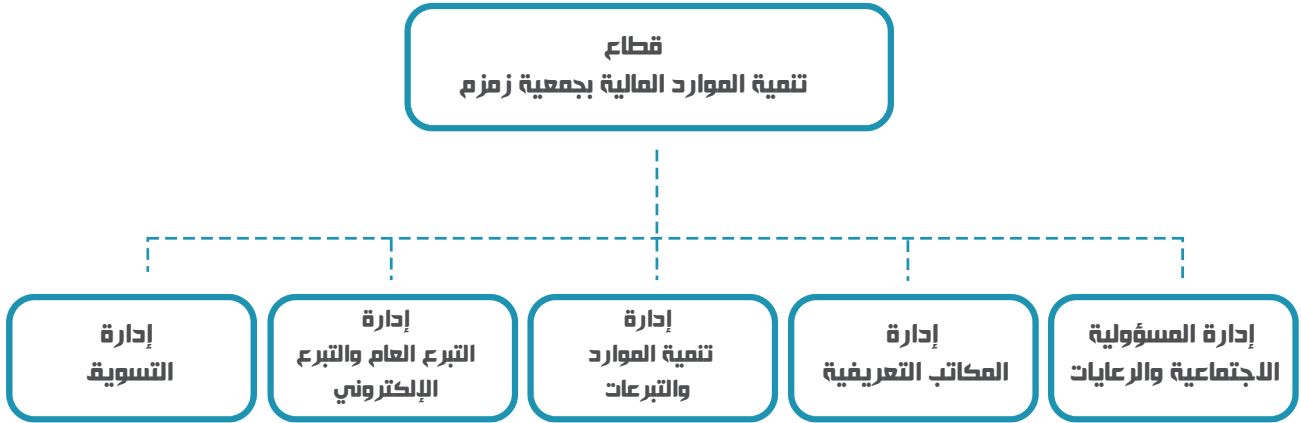 قطاع
تنمية الموارد المالية بجمعية زمزم
إدارة المسؤولية
الاجتماعية والرعايات
إدارة
المكاتب التعريفية
إدارة
تنمية الموارد
والتبرعات
إدارة
التبرع العام والتبرع
الإلكتروني
إدارة
التسويق